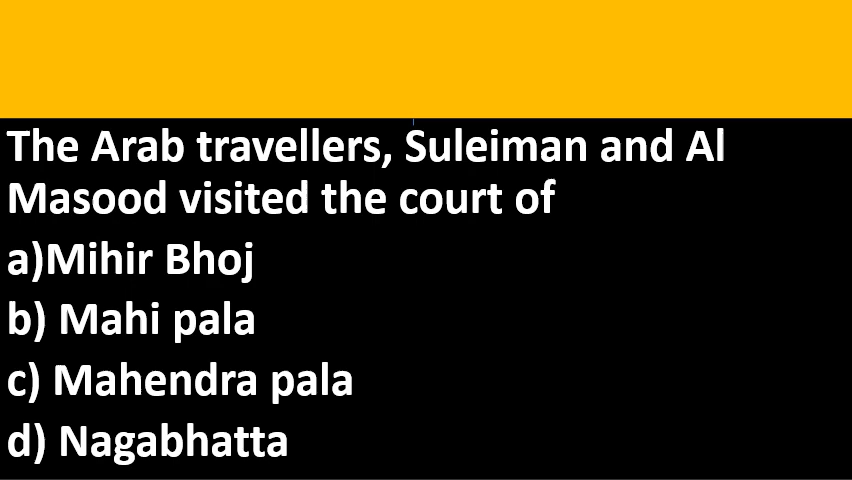 The Arab travellers, Suleiman and Al
Masood visited the court of
a)Mihir Bhoj
b) Mahi pala
c) Mahendra pala
d) Nagabhatta